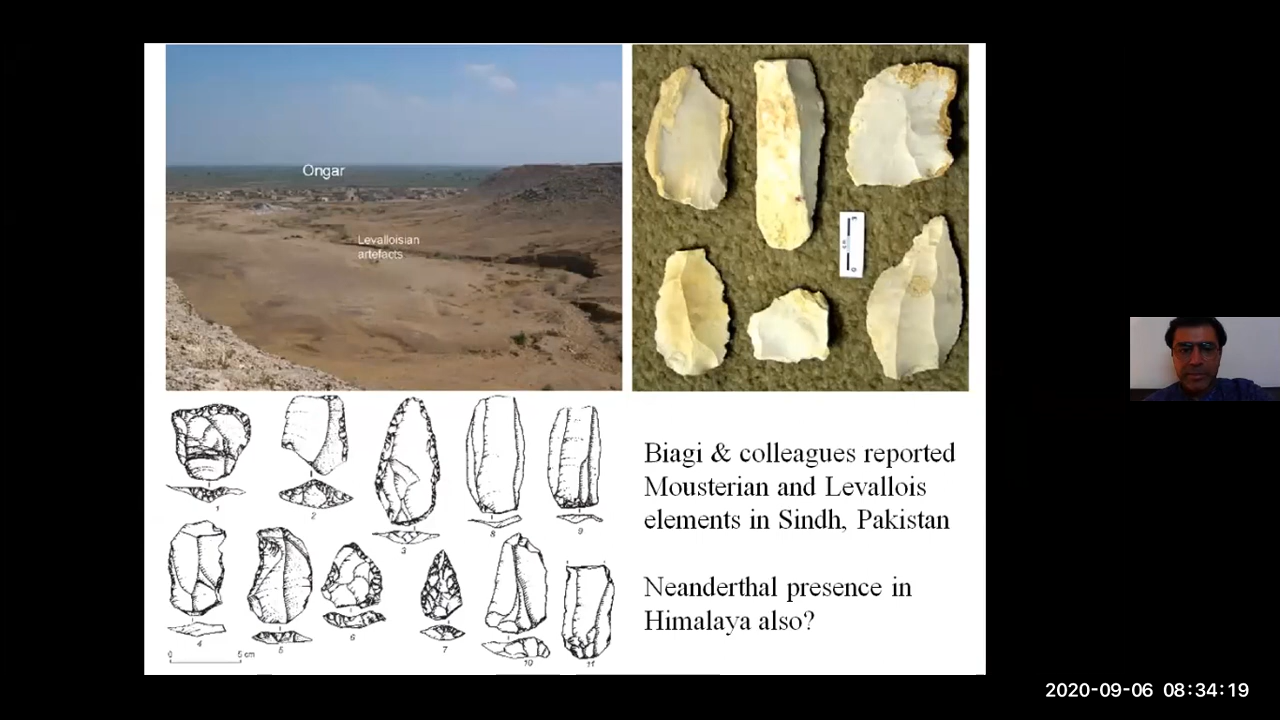 Ongar
Levalloisian
artefacts
1
2
3
8
9
4
5
6
7
10
11
0
5 cm
Biagi & colleagues reported
Mousterian and Levallois
elements in Sindh, Pakistan
Neanderthal presence in
Himalaya also?
2020-09-06 08:34:19